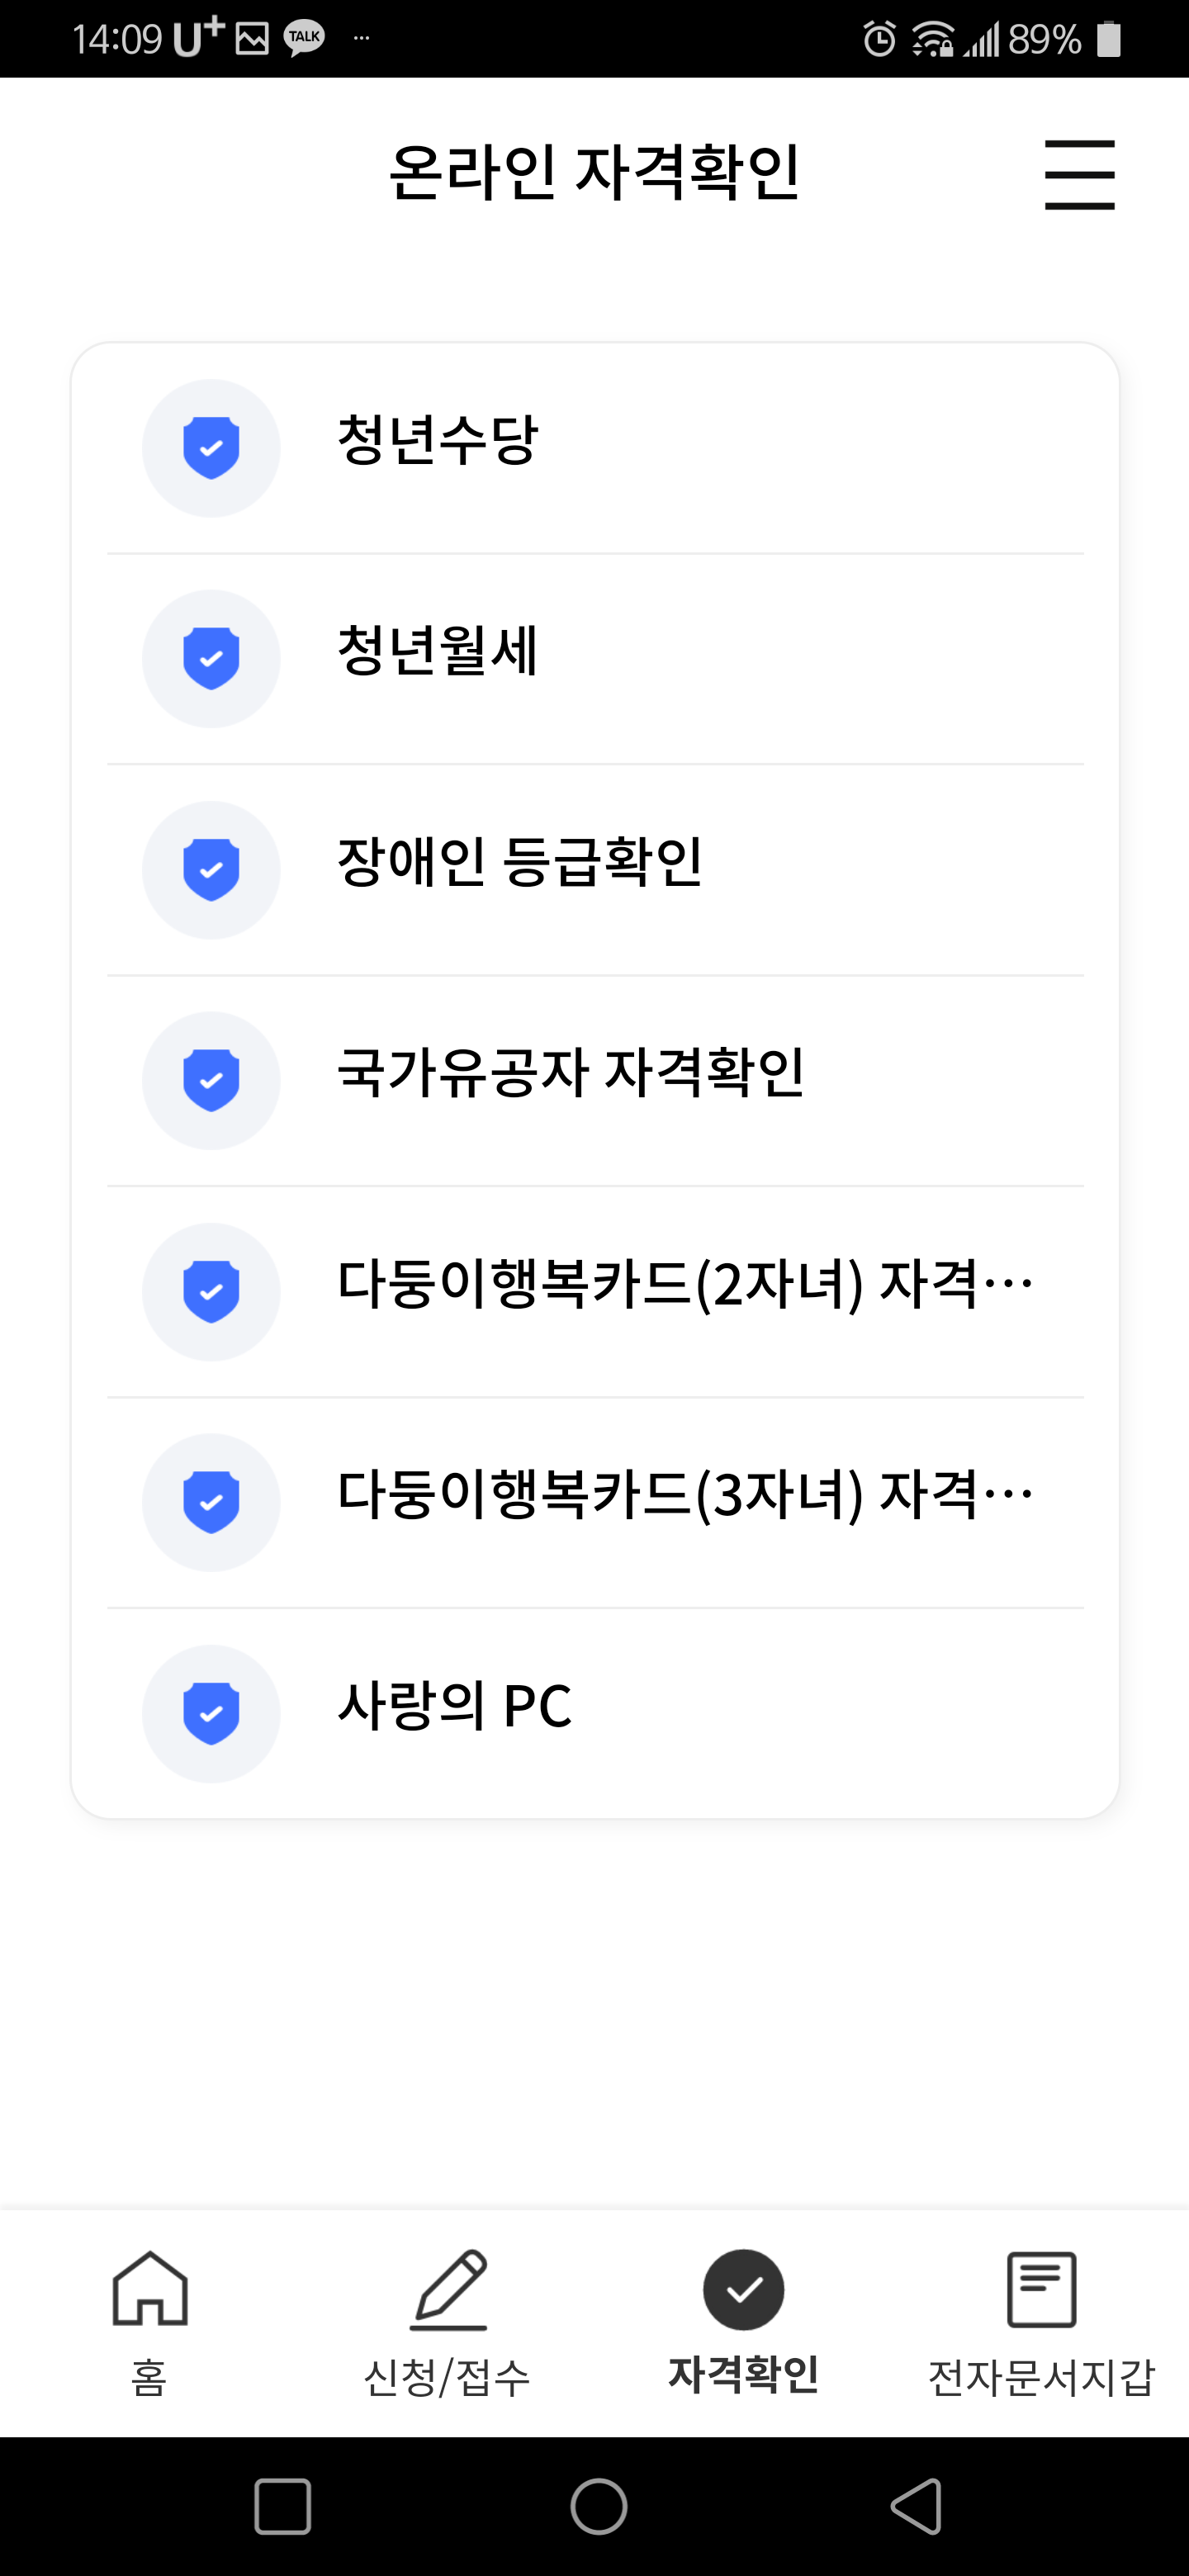 14:09 U+ TALK ... 89%
온라인 자격확인
청년수당
청년월세
장애인 등급확인
국가유공자 자격확인
다둥이행복카드(2자녀) 자격…
다둥이행복카드(3자녀) 자격…
사랑의 PC
홈 신청/접수 자격확인 전자문서지갑